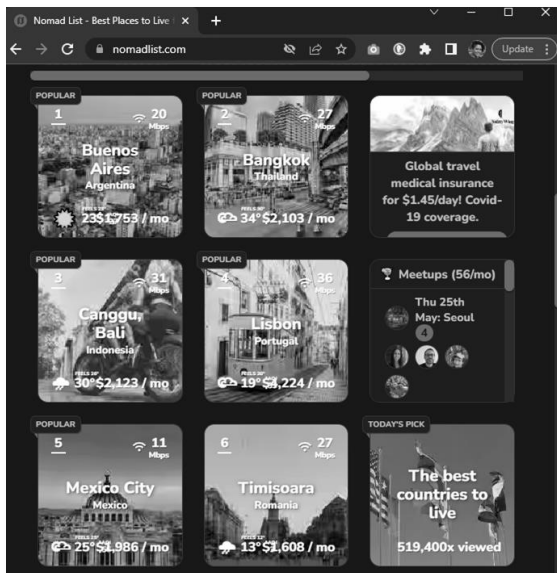 Nomad List - Best Places to Live
nomadlist.com
Update
POPULAR
1
20
Mbps
Buenos
Aires
Argentina
23
$1,753 / mo
POPULAR
2
27
Mbps
Bangkok
Thailand
34°
$2,103 / mo
Global travel
medical insurance
for $1.45/day! Covid-
19 coverage.
POPULAR
3
31
Mbps
Canggu,
Bali
Indonesia
30°
$2,123 / mo
POPULAR
4
36
Mbps
Lisbon
Portugal
19°
$4,224 / mo
Meetups (56/mo)
Thu 25th
May: Seoul
4
POPULAR
5
11
Mbps
Mexico City
Mexico
25°
$1,986 / mo
6
27
Mbps
Timisoara
Romania
13°
$1,608 / mo
TODAY'S PICK
The best
countries to
live
519,400x viewed